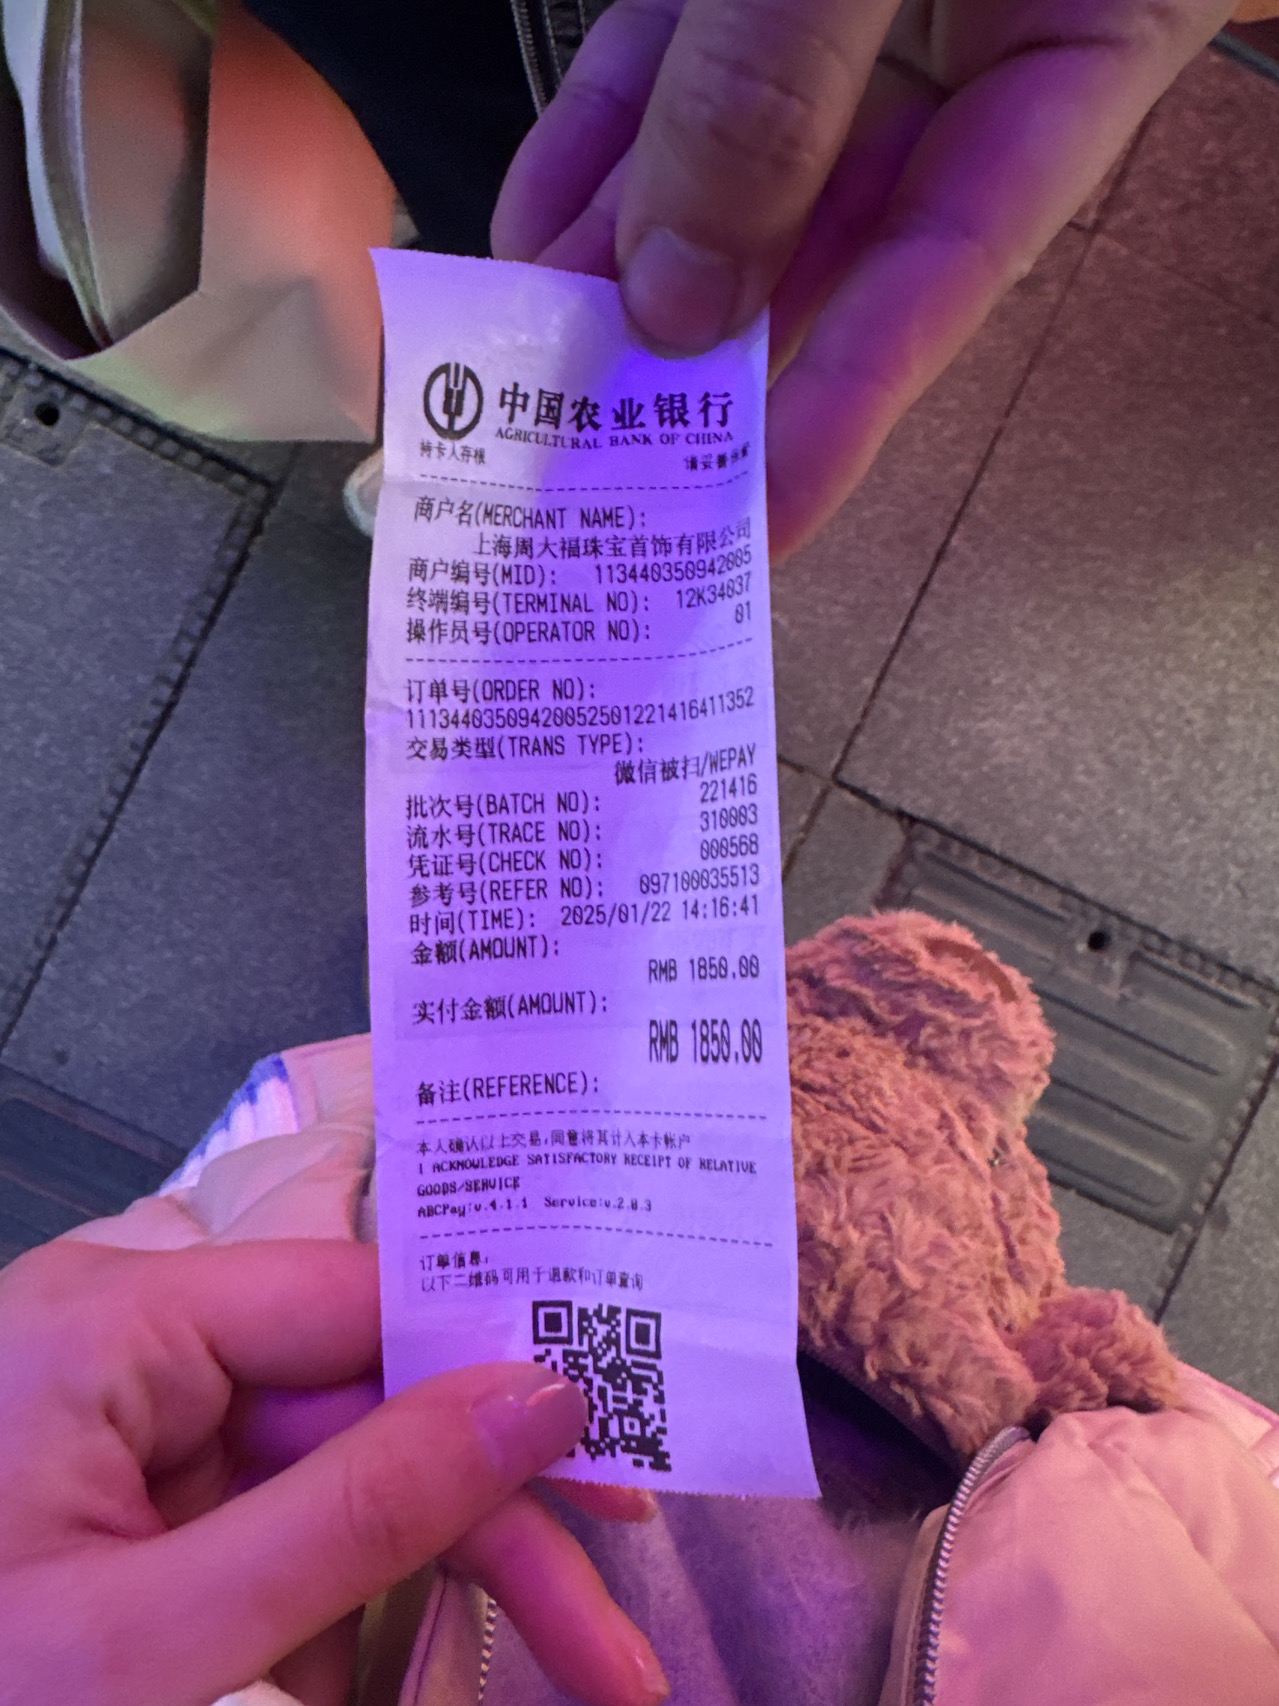 中国农业银行
AGRICULTURAL BANK OF CHINA
持卡人存根 请妥善保管
商户名(MERCHANT NAME):
上海周大福珠宝首饰有限公司
商户编号(MID): 113440350942005
终端编号(TERMINAL NO): 12K34037
操作员号(OPERATOR NO): 01
订单号(ORDER NO):
11134403509420052501221416411352
交易类型(TRANS TYPE):
微信被扫/WEPAY
批次号(BATCH NO): 221416
流水号(TRACE NO): 310003
凭证号(CHECK NO): 000568
参考号(REFER NO): 097100035513
时间(TIME): 2025/01/22 14:16:41
金额(AMOUNT):
RMB 1850.00
实付金额(AMOUNT):
RMB 1850.00
备注(REFERENCE):
本人确认以上交易,同意将其计入本卡帐户
I ACKNOWLEDGE SATISFACTORY RECEIPT OF RELATIVE
GOODS/SERVICE
ABCPay:v.4.1.1 Service:v.2.0.3
订单信息:
以下二维码可用于退款和订单查询